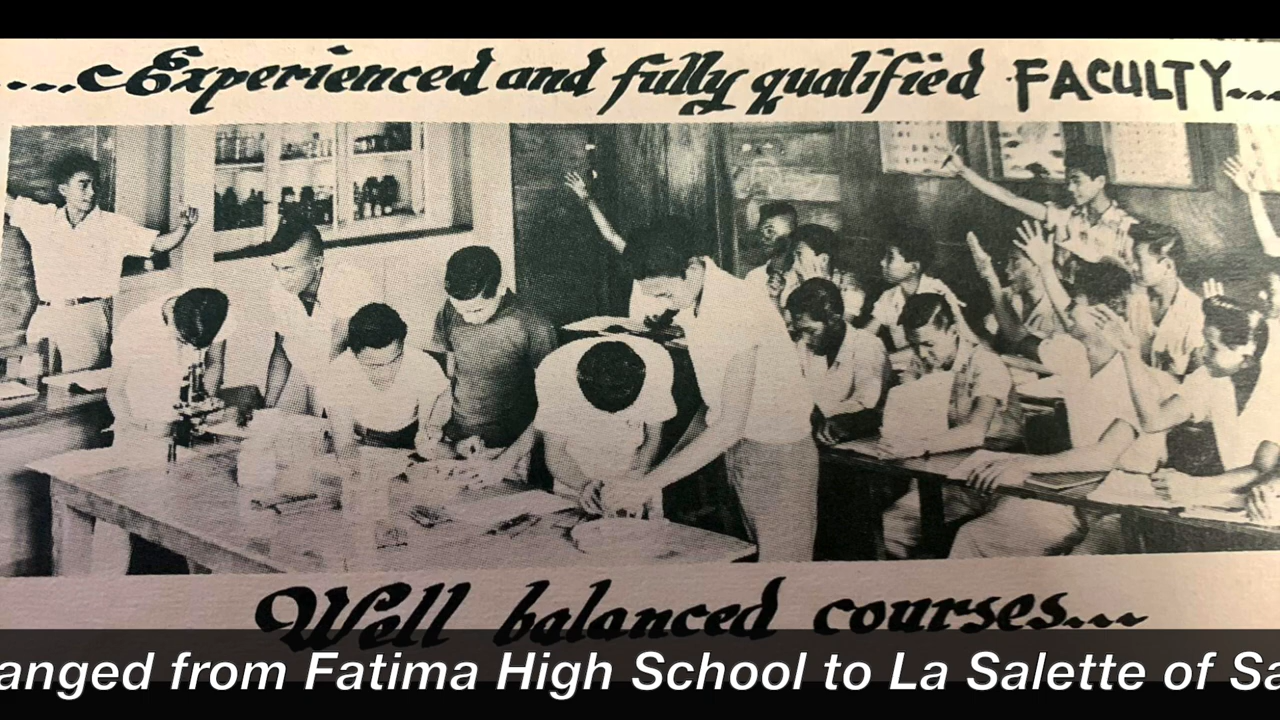 ...Experienced and fully qualified FACULTY...
Well balanced courses...
anged from Fatima High School to La Salette of Sa